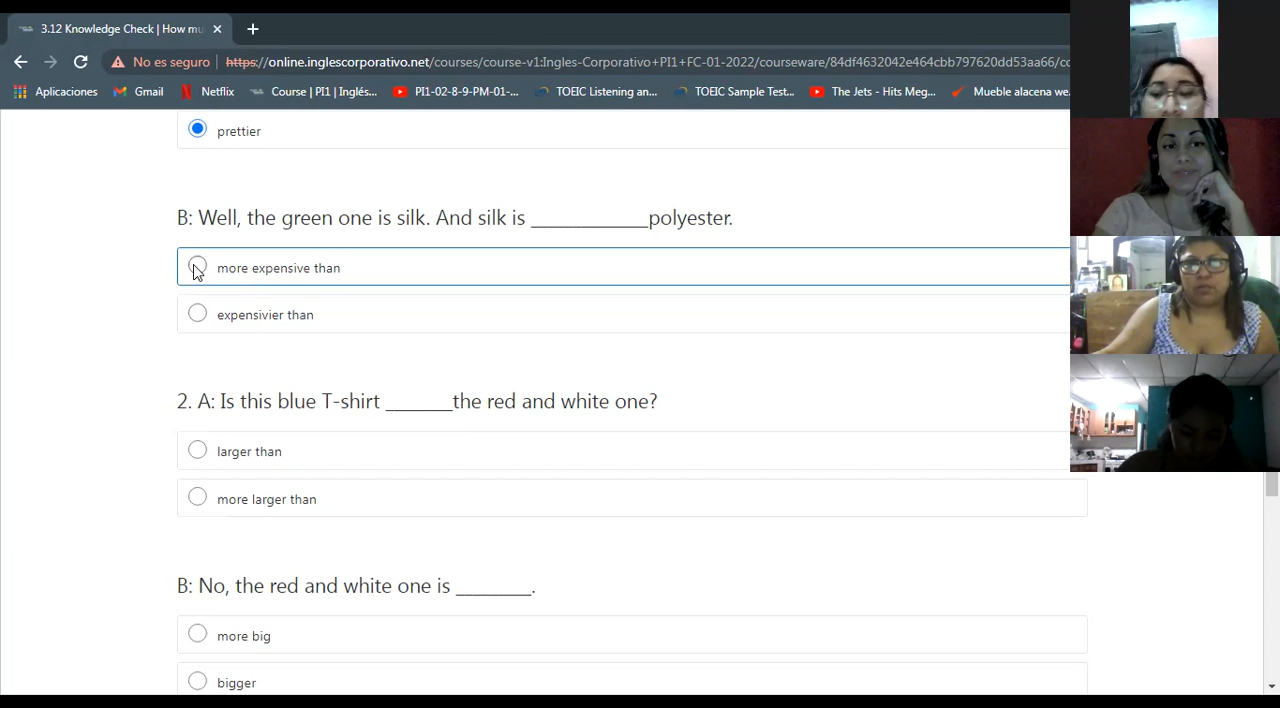 3.12 Knowledge Check | How mu
No es seguro | https://online.inglescorporativo.net/courses/course-v1:Ingles-Corporativo+PI1+FC-01-2022/courseware/84df4632042e464cbb797620dd53aa66/cc
Aplicaciones Gmail Netflix Course | PI1 | Inglés... PI1-02-8-9-PM-01-... TOEIC Listening an... TOEIC Sample Test... The Jets - Hits Meg... Mueble alacena we...
prettier
B: Well, the green one is silk. And silk is _____________polyester.
more expensive than
expensivier than
2. A: Is this blue T-shirt _______the red and white one?
larger than
more larger than
B: No, the red and white one is ________.
more big
bigger